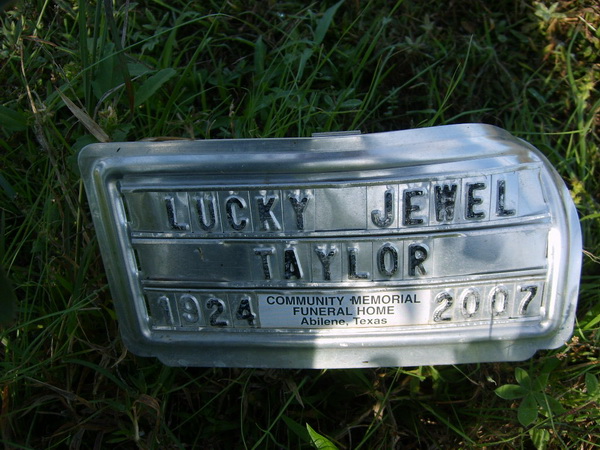 LUCKY JEWEL
TAYLOR
1924 COMMUNITY MEMORIAL FUNERAL HOME Abilene, Texas 2007